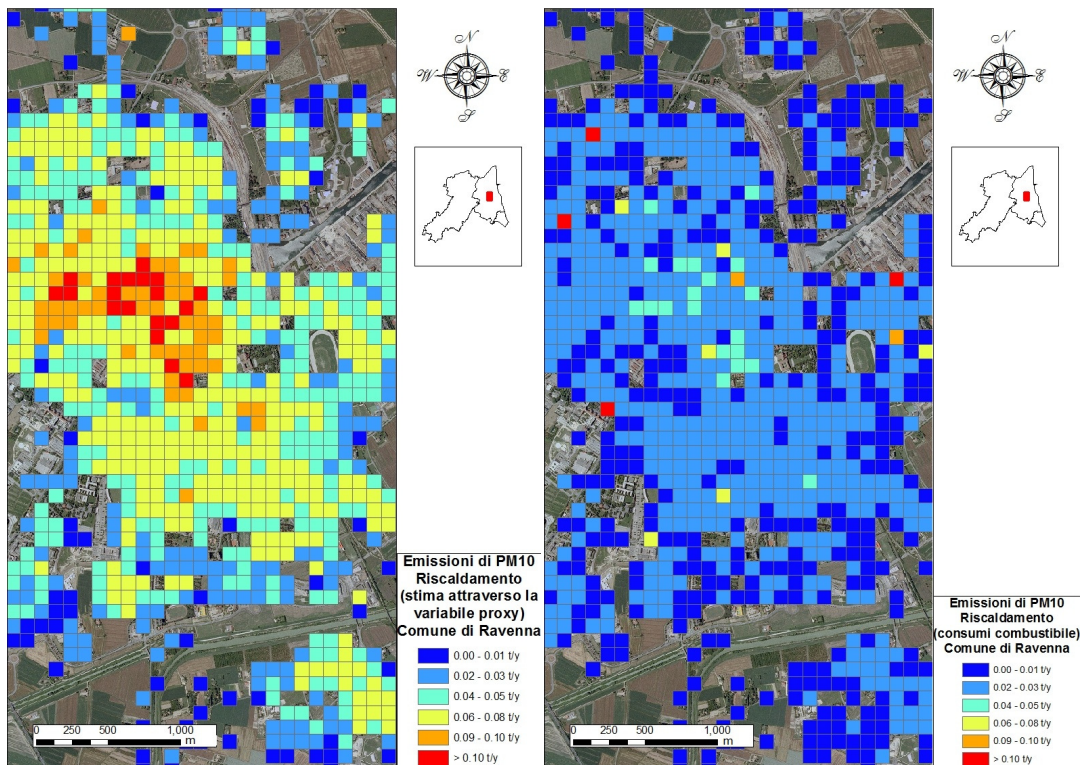 N
W E
S
Emissioni di PM10
Riscaldamento
(stima attraverso la
variabile proxy)
Comune di Ravenna
0.00 - 0.01 t/y
0.02 - 0.03 t/y
0.04 - 0.05 t/y
0.06 - 0.08 t/y
0.09 - 0.10 t/y
> 0.10 t/y
0 250 500 1,000
m
N
W E
S
Emissioni di PM10
Riscaldamento
(consumi combustibile)
Comune di Ravenna
0.00 - 0.01 t/y
0.02 - 0.03 t/y
0.04 - 0.05 t/y
0.06 - 0.08 t/y
0.09 - 0.10 t/y
> 0.10 t/y
0 250 500 1,000
m